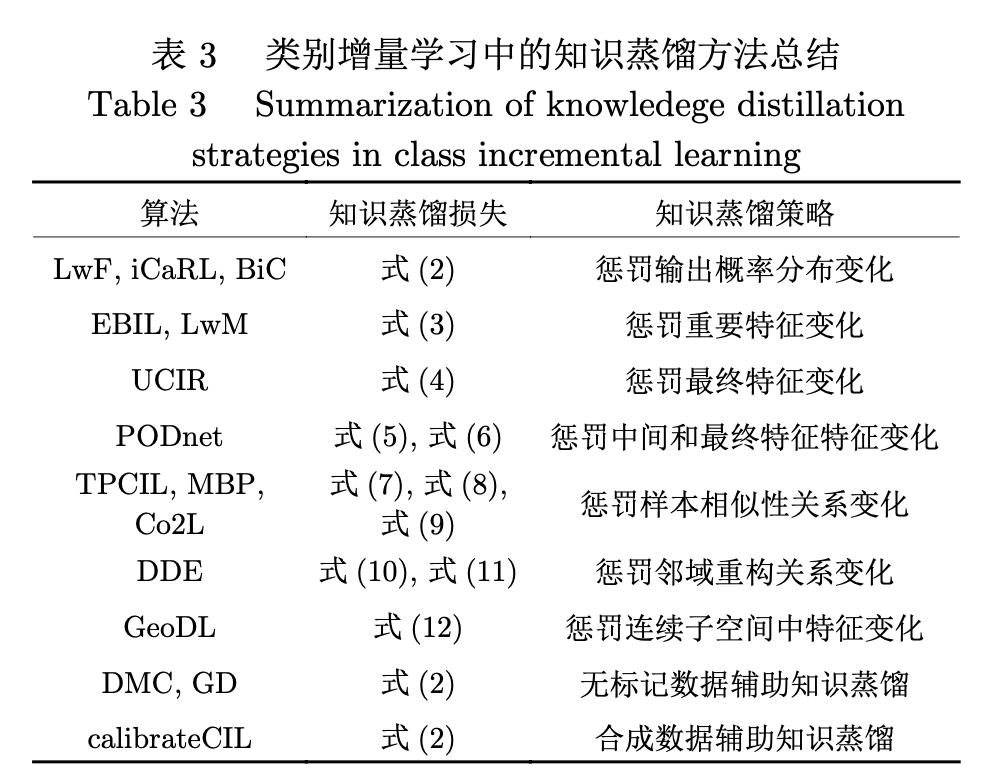 表 3 类别增量学习中的知识蒸馏方法总结
Table 3 Summarization of knowledege distillation
strategies in class incremental learning
算法 知识蒸馏损失 知识蒸馏策略
LwF, iCaRL, BiC 式 (2) 惩罚输出概率分布变化
EBIL, LwM 式 (3) 惩罚重要特征变化
UCIR 式 (4) 惩罚最终特征变化
PODnet 式 (5), 式 (6) 惩罚中间和最终特征特征变化
TPCIL, MBP, 式 (7), 式 (8),
Co2L 式 (9) 惩罚样本相似性关系变化
DDE 式 (10), 式 (11) 惩罚邻域重构关系变化
GeoDL 式 (12) 惩罚连续子空间中特征变化
DMC, GD 式 (2) 无标记数据辅助知识蒸馏
calibrateCIL 式 (2) 合成数据辅助知识蒸馏